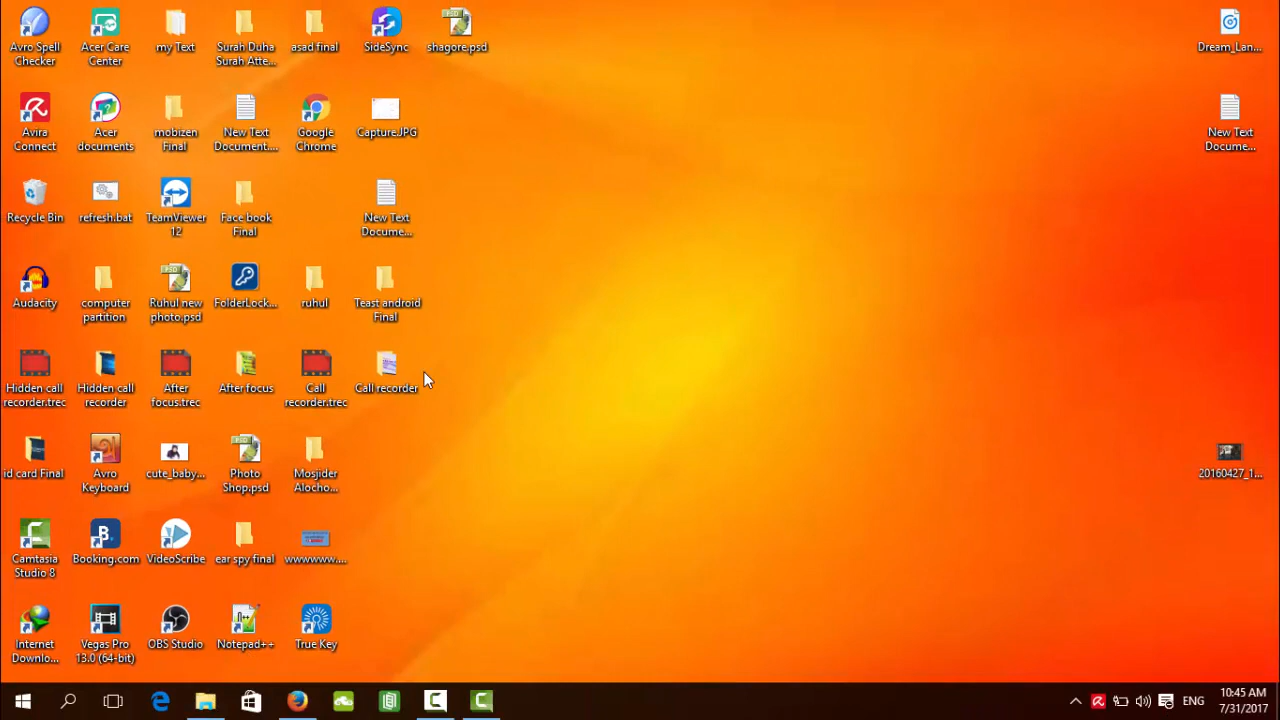 Avro Spell
Checker
Acer Care
Center
my Text
Surah Duha
Surah Atte...
asad final
SideSync
shagore.psd
Dream_Lan...
Avira
Connect
Acer
documents
mobizen
Final
New Text
Document....
Google
Chrome
Capture.JPG
New Text
Docume...
Recycle Bin
refresh.bat
TeamViewer
12
Face book
Final
New Text
Docume...
Audacity
computer
partition
PSD
Ruhul new
photo.psd
FolderLock...
ruhul
Teast android
Final
Hidden call
recorder.trec
Hidden call
recorder
After
focus.trec
After focus
Call
recorder.trec
Call recorder
id card Final
Avro
Keyboard
cute_baby...
PSD
Photo
Shop.psd
Mosjider
Alocho...
20160427_1...
Camtasia
Studio 8
B.
Booking.com
VideoScribe
ear spy final
wwwwww....
Internet
Downlo...
Vegas Pro
13.0 (64-bit)
OBS Studio
Notepad++
True Key
ENG
10:45 AM
7/31/2017